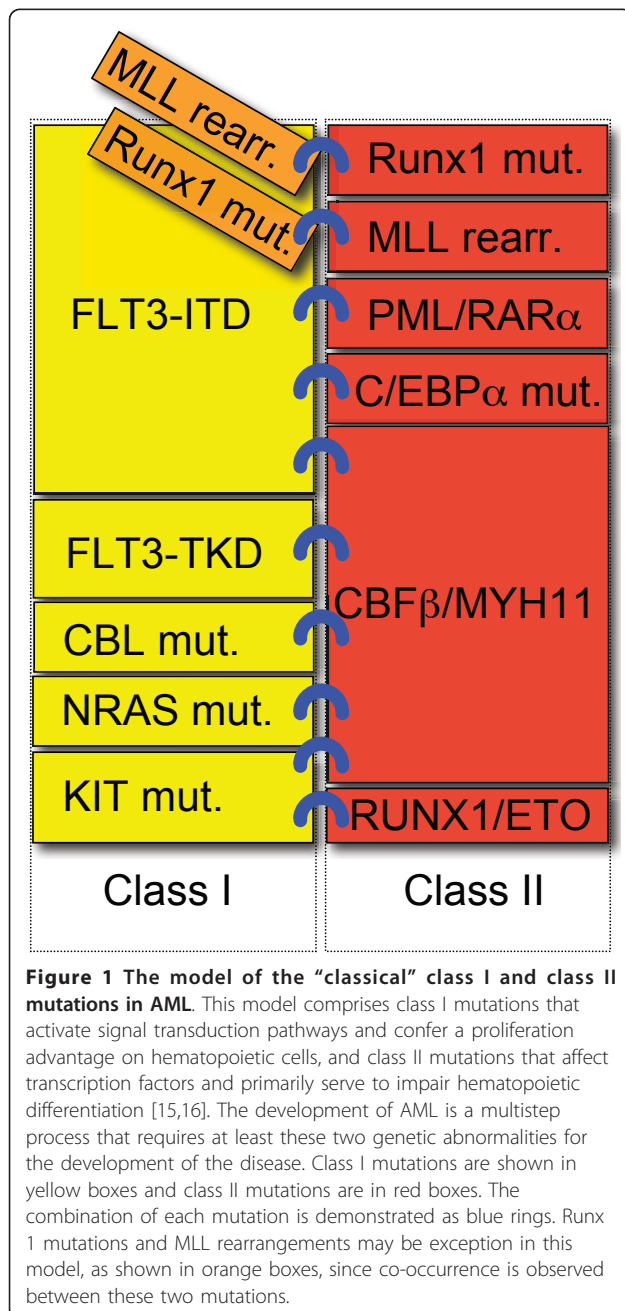 MLL rearr.
Runx1 mut.
FLT3-ITD
FLT3-TKD
CBL mut.
NRAS mut.
KIT mut.
Class I
Runx1 mut.
MLL rearr.
PML/RARα
C/EBPα mut.
CBFβ/MYH11
RUNX1/ETO
Class II
Figure 1 The model of the “classical” class I and class II
mutations in AML. This model comprises class I mutations that
activate signal transduction pathways and confer a proliferation
advantage on hematopoietic cells, and class II mutations that affect
transcription factors and primarily serve to impair hematopoietic
differentiation [15,16]. The development of AML is a multistep
process that requires at least these two genetic abnormalities for
the development of the disease. Class I mutations are shown in
yellow boxes and class II mutations are in red boxes. The
combination of each mutation is demonstrated as blue rings. Runx
1 mutations and MLL rearrangements may be exception in this
model, as shown in orange boxes, since co-occurrence is observed
between these two mutations.